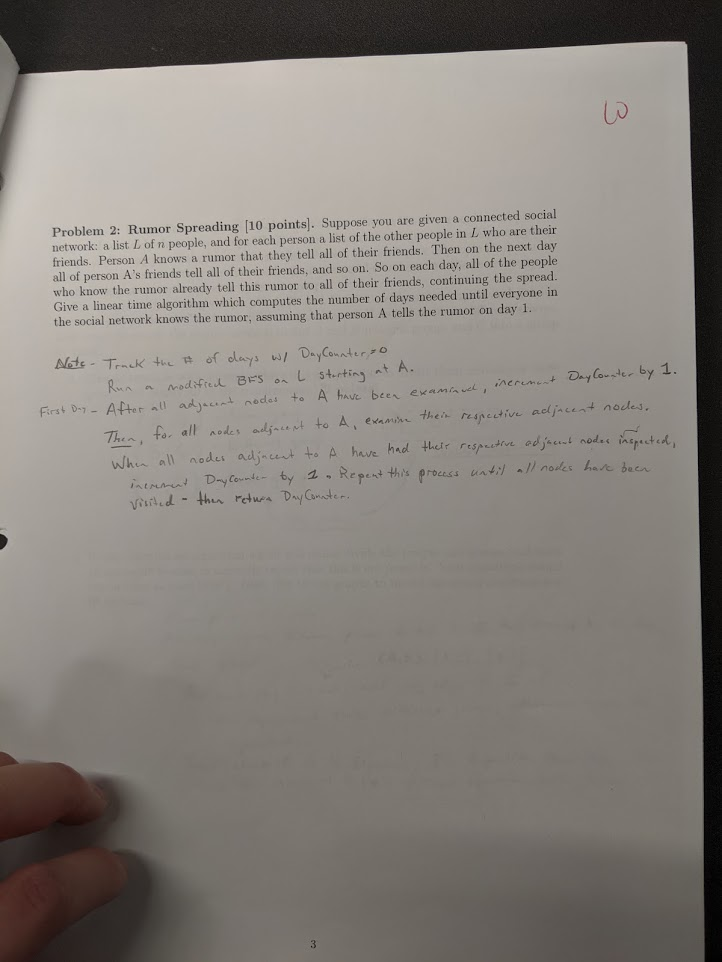 10
Problem 2: Rumor Spreading [10 points]. Suppose you are given a connected social
network: a list L of n people, and for each person a list of the other people in L who are their
friends. Person A knows a rumor that they tell all of their friends. Then on the next day
all of person A's friends tell all of their friends, and so on. So on each day, all of the people
who know the rumor already tell this rumor to all of their friends, continuing the spread.
Give a linear time algorithm which computes the number of days needed until everyone in
the social network knows the rumor, assuming that person A tells the rumor on day 1.
Note - Track the # of days w/ DayCounter=0
Run a modified BFS on L starting at A.
First Day - After all adjacent nodes to A have been examined, increment DayCounter by 1.
Then, for all nodes adjacent to A, examine their respective adjacent nodes.
When all nodes adjacent to A have had their respective adjacent nodes inspected,
increment DayCounter by 1. Repeat this process until all nodes have been
visited - then return DayCounter.
3